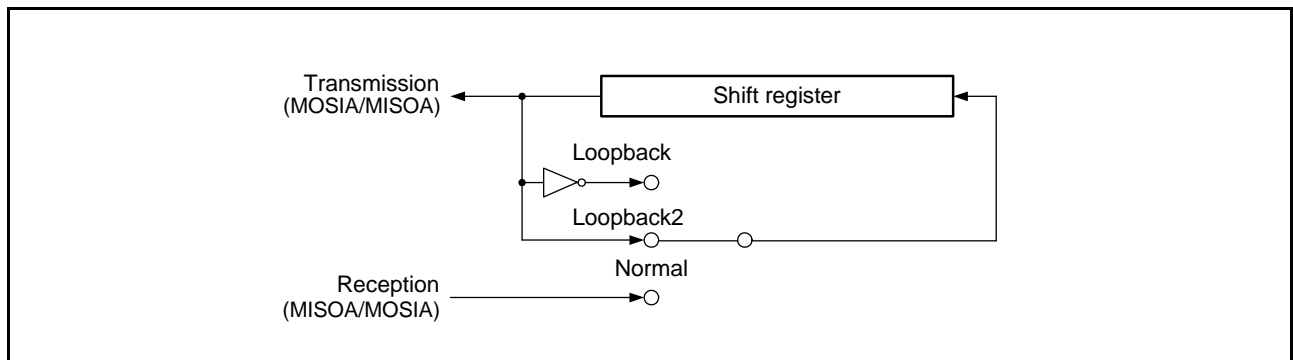 Transmission
(MOSIA/MISOA)
Shift register
Loopback
Loopback2
Normal
Reception
(MISOA/MOSIA)